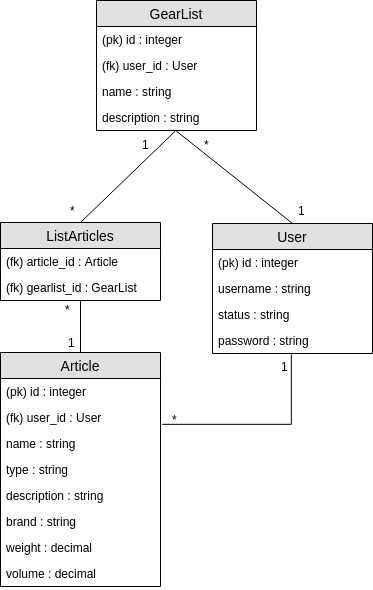 GearList
(pk) id : integer
(fk) user_id : User
name : string
description : string
1
*
*
1
ListArticles
(fk) article_id : Article
(fk) gearlist_id : GearList
User
(pk) id : integer
username : string
status : string
password : string
*
1
1
*
Article
(pk) id : integer
(fk) user_id : User
name : string
type : string
description : string
brand : string
weight : decimal
volume : decimal